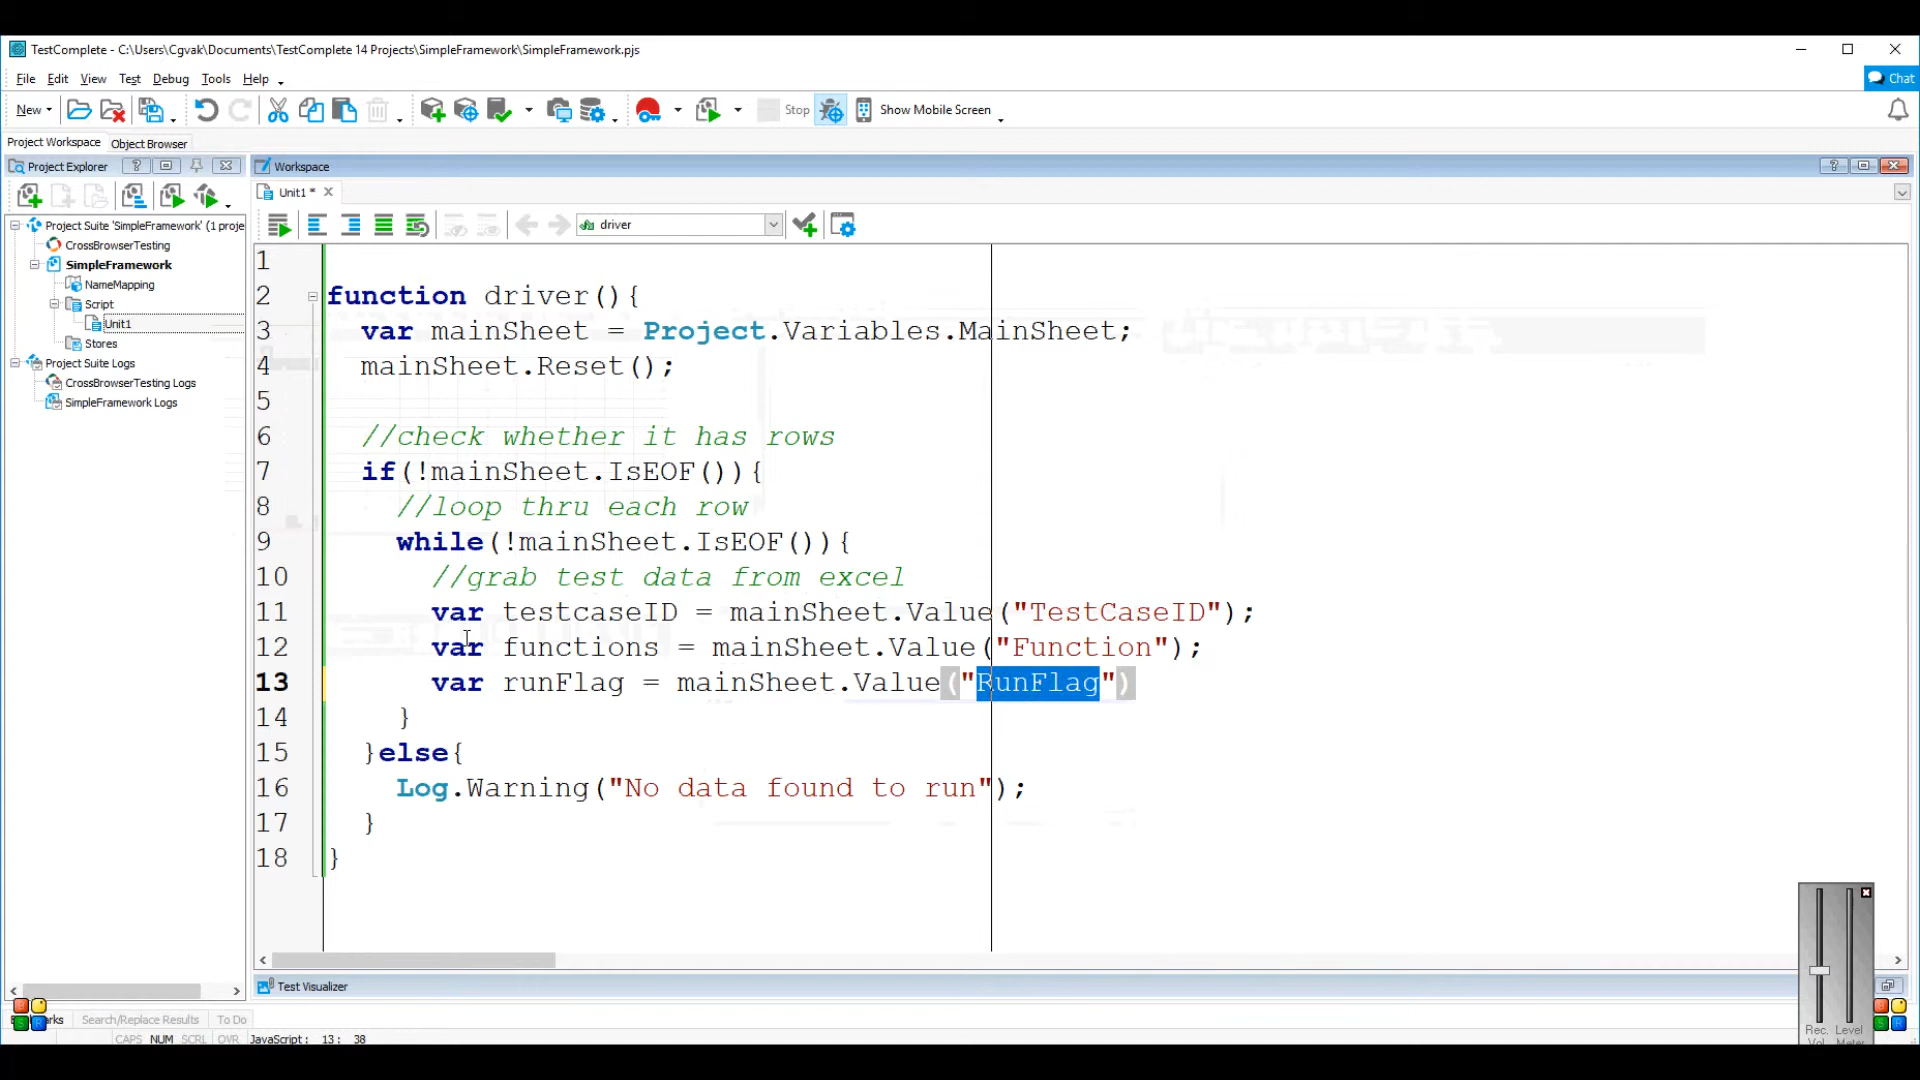 TestComplete - C:\Users\Cgvak\Documents\TestComplete 14 Projects\SimpleFramework\SimpleFramework.pjs
File Edit View Test Debug Tools Help
Chat
New
Stop
Show Mobile Screen
Project Workspace Object Browser
Project Explorer
Workspace
Unit1 *
driver
Project Suite 'SimpleFramework' (1 proje
CrossBrowserTesting
SimpleFramework
NameMapping
Script
Unit1
Stores
Project Suite Logs
CrossBrowserTesting Logs
SimpleFramework Logs
1
2 function driver(){
3 var mainSheet = Project.Variables.MainSheet;
4 mainSheet.Reset();
5
6 //check whether it has rows
7 if(!mainSheet.IsEOF()){
8 //loop thru each row
9 while(!mainSheet.IsEOF()){
10 //grab test data from excel
11 var testcaseID = mainSheet.Value("TestCaseID");
12 var functions = mainSheet.Value("Function");
13 var runFlag = mainSheet.Value("RunFlag")
14 }
15 }else{
16 Log.Warning("No data found to run");
17 }
18 }
Test Visualizer
Search/Replace Results To Do
CAPS NUM SCRL OVR JavaScript: 13: 38
Rec. Level